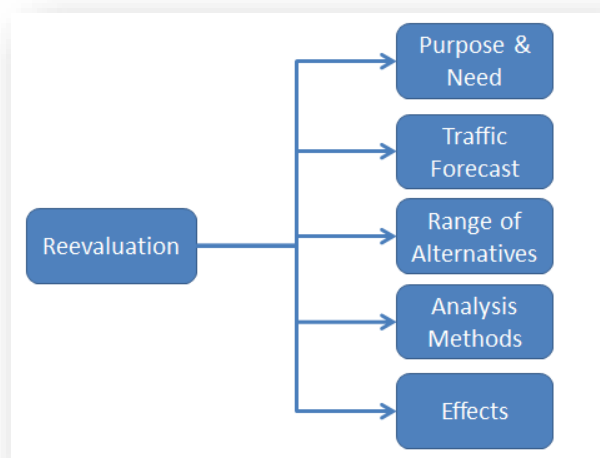 Purpose &
Need
Traffic
Forecast
Reevaluation
Range of
Alternatives
Analysis
Methods
Effects